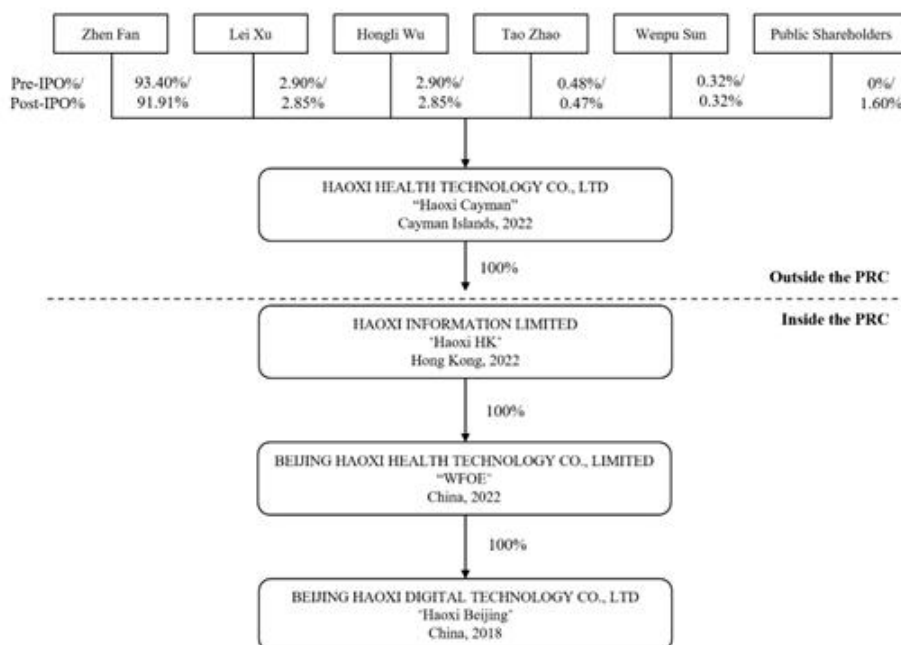 Zhen Fan
Lei Xu
Hongli Wu
Tao Zhao
Wenpu Sun
Public Shareholders
Pre-IPO%/
Post-IPO%
93.40%/
91.91%
2.90%/
2.85%
2.90%/
2.85%
0.48%/
0.47%
0.32%/
0.32%
0%/
1.60%
HAOXI HEALTH TECHNOLOGY CO., LTD
“Haoxi Cayman”
Cayman Islands, 2022
100%
Outside the PRC
Inside the PRC
HAOXI INFORMATION LIMITED
"Haoxi HK"
Hong Kong, 2022
100%
BEIJING HAOXI HEALTH TECHNOLOGY CO., LIMITED
“WFOE"
China, 2022
100%
BEIJING HAOXI DIGITAL TECHNOLOGY CO., LTD
"Haoxi Beijing"
China, 2018